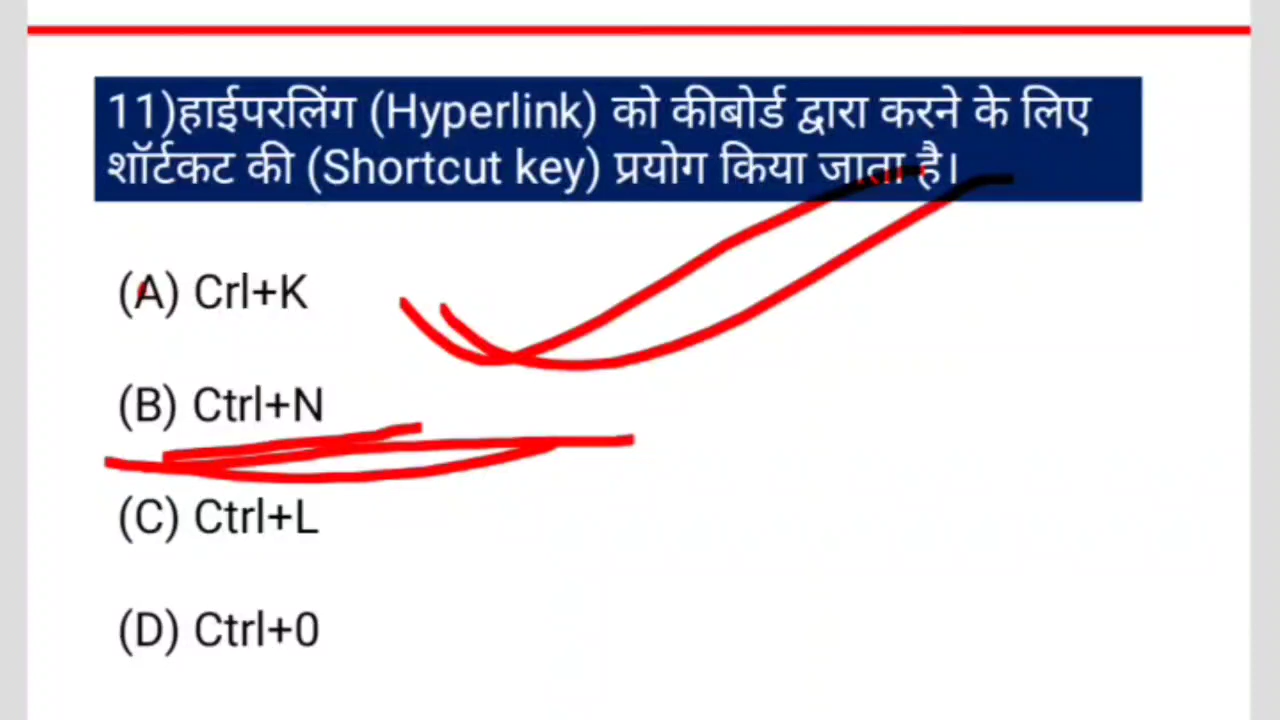 11)हाईपरलिंग (Hyperlink) को कीबोर्ड द्वारा करने के लिए
शॉर्टकट की (Shortcut key) प्रयोग किया जाता है।
(A) Crl+K
(B) Ctrl+N
(C) Ctrl+L
(D) Ctrl+0